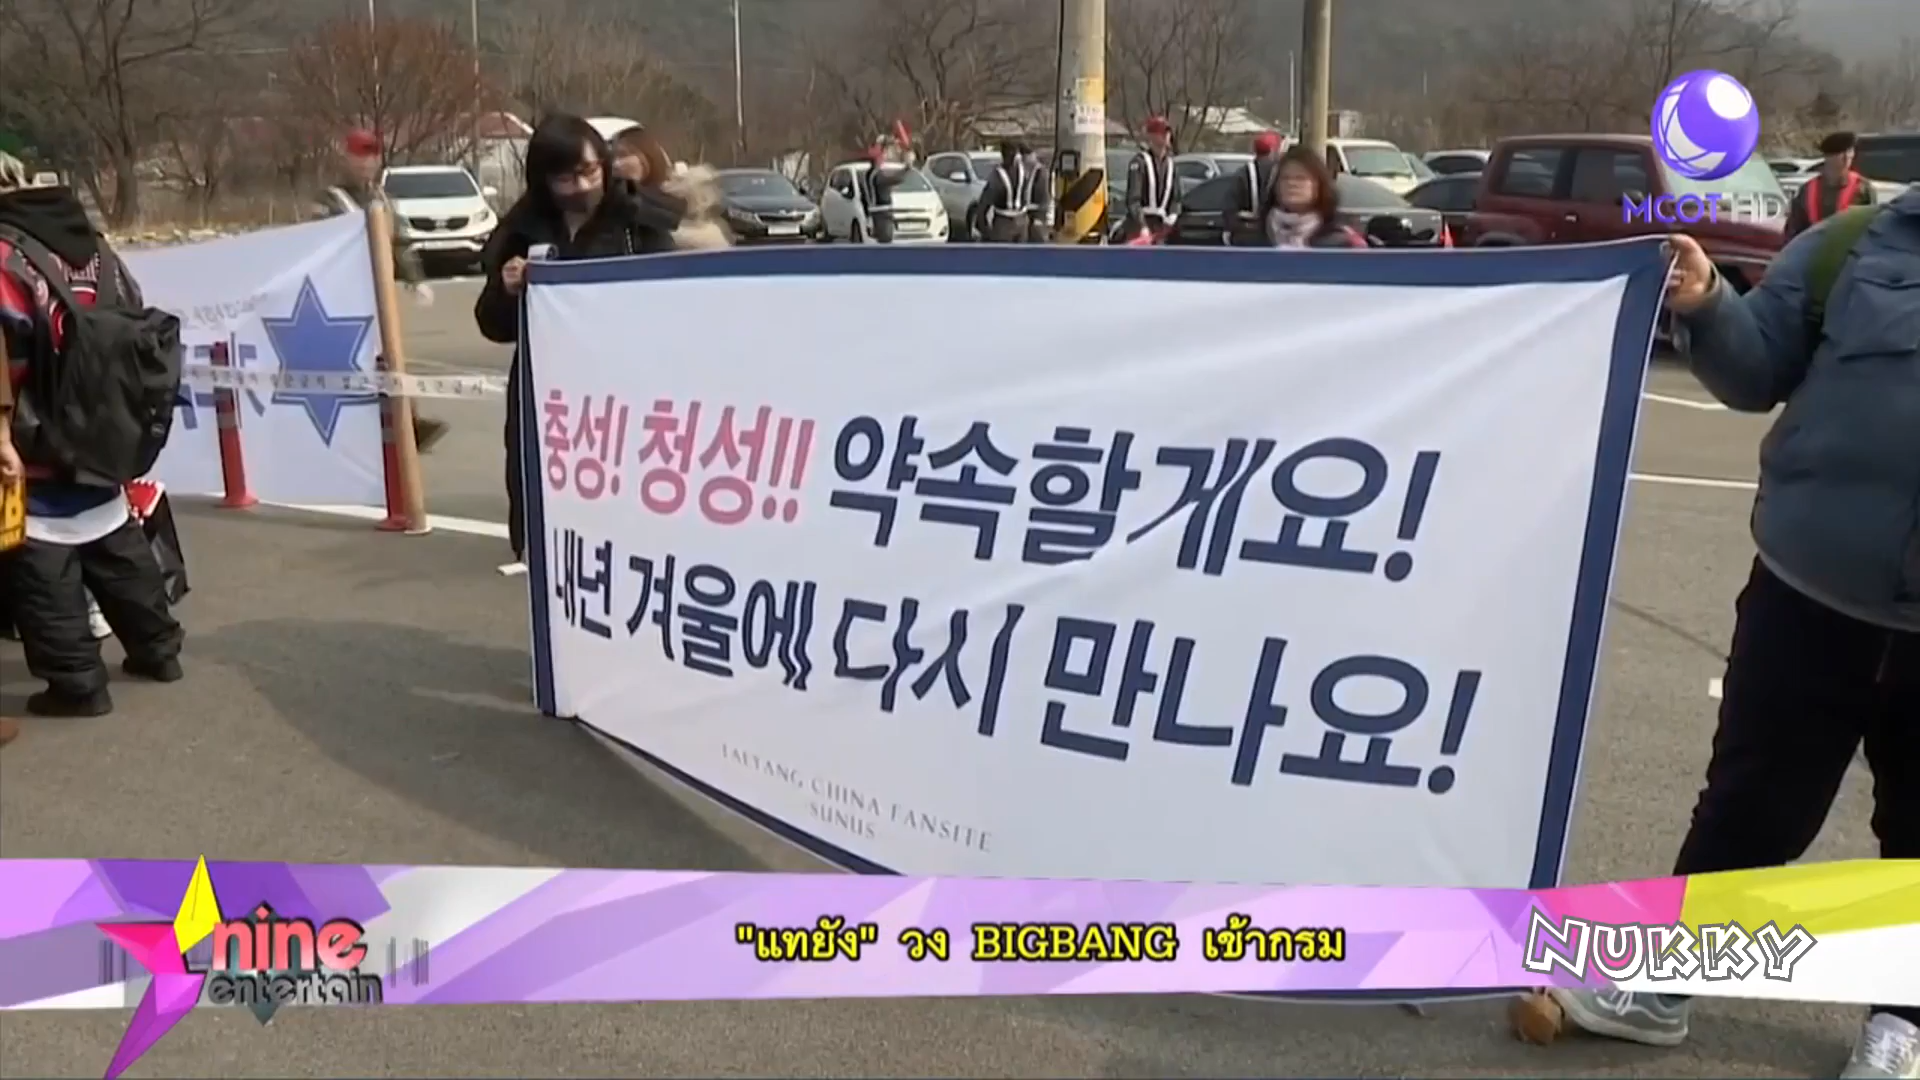 MCOT HD
충성! 청성!! 약속할게요!
내년 겨울에 다시 만나요!
TAEYANG CHINA FANSITE
SUNUS
nine
entertain
"แทยัง" วง BIGBANG เข้ากรม
NUKKY